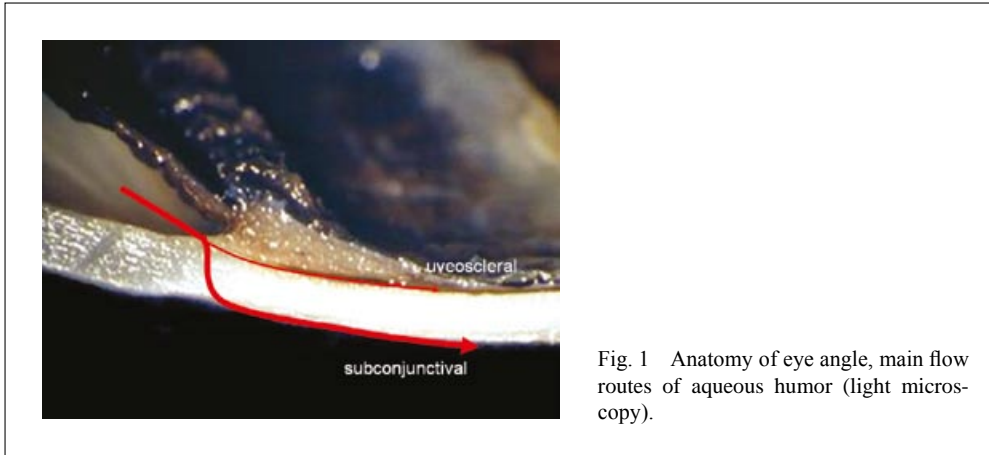 uveoscleral
subconjunctival
Fig. 1 Anatomy of eye angle, main flow
routes of aqueous humor (light micros-
copy).